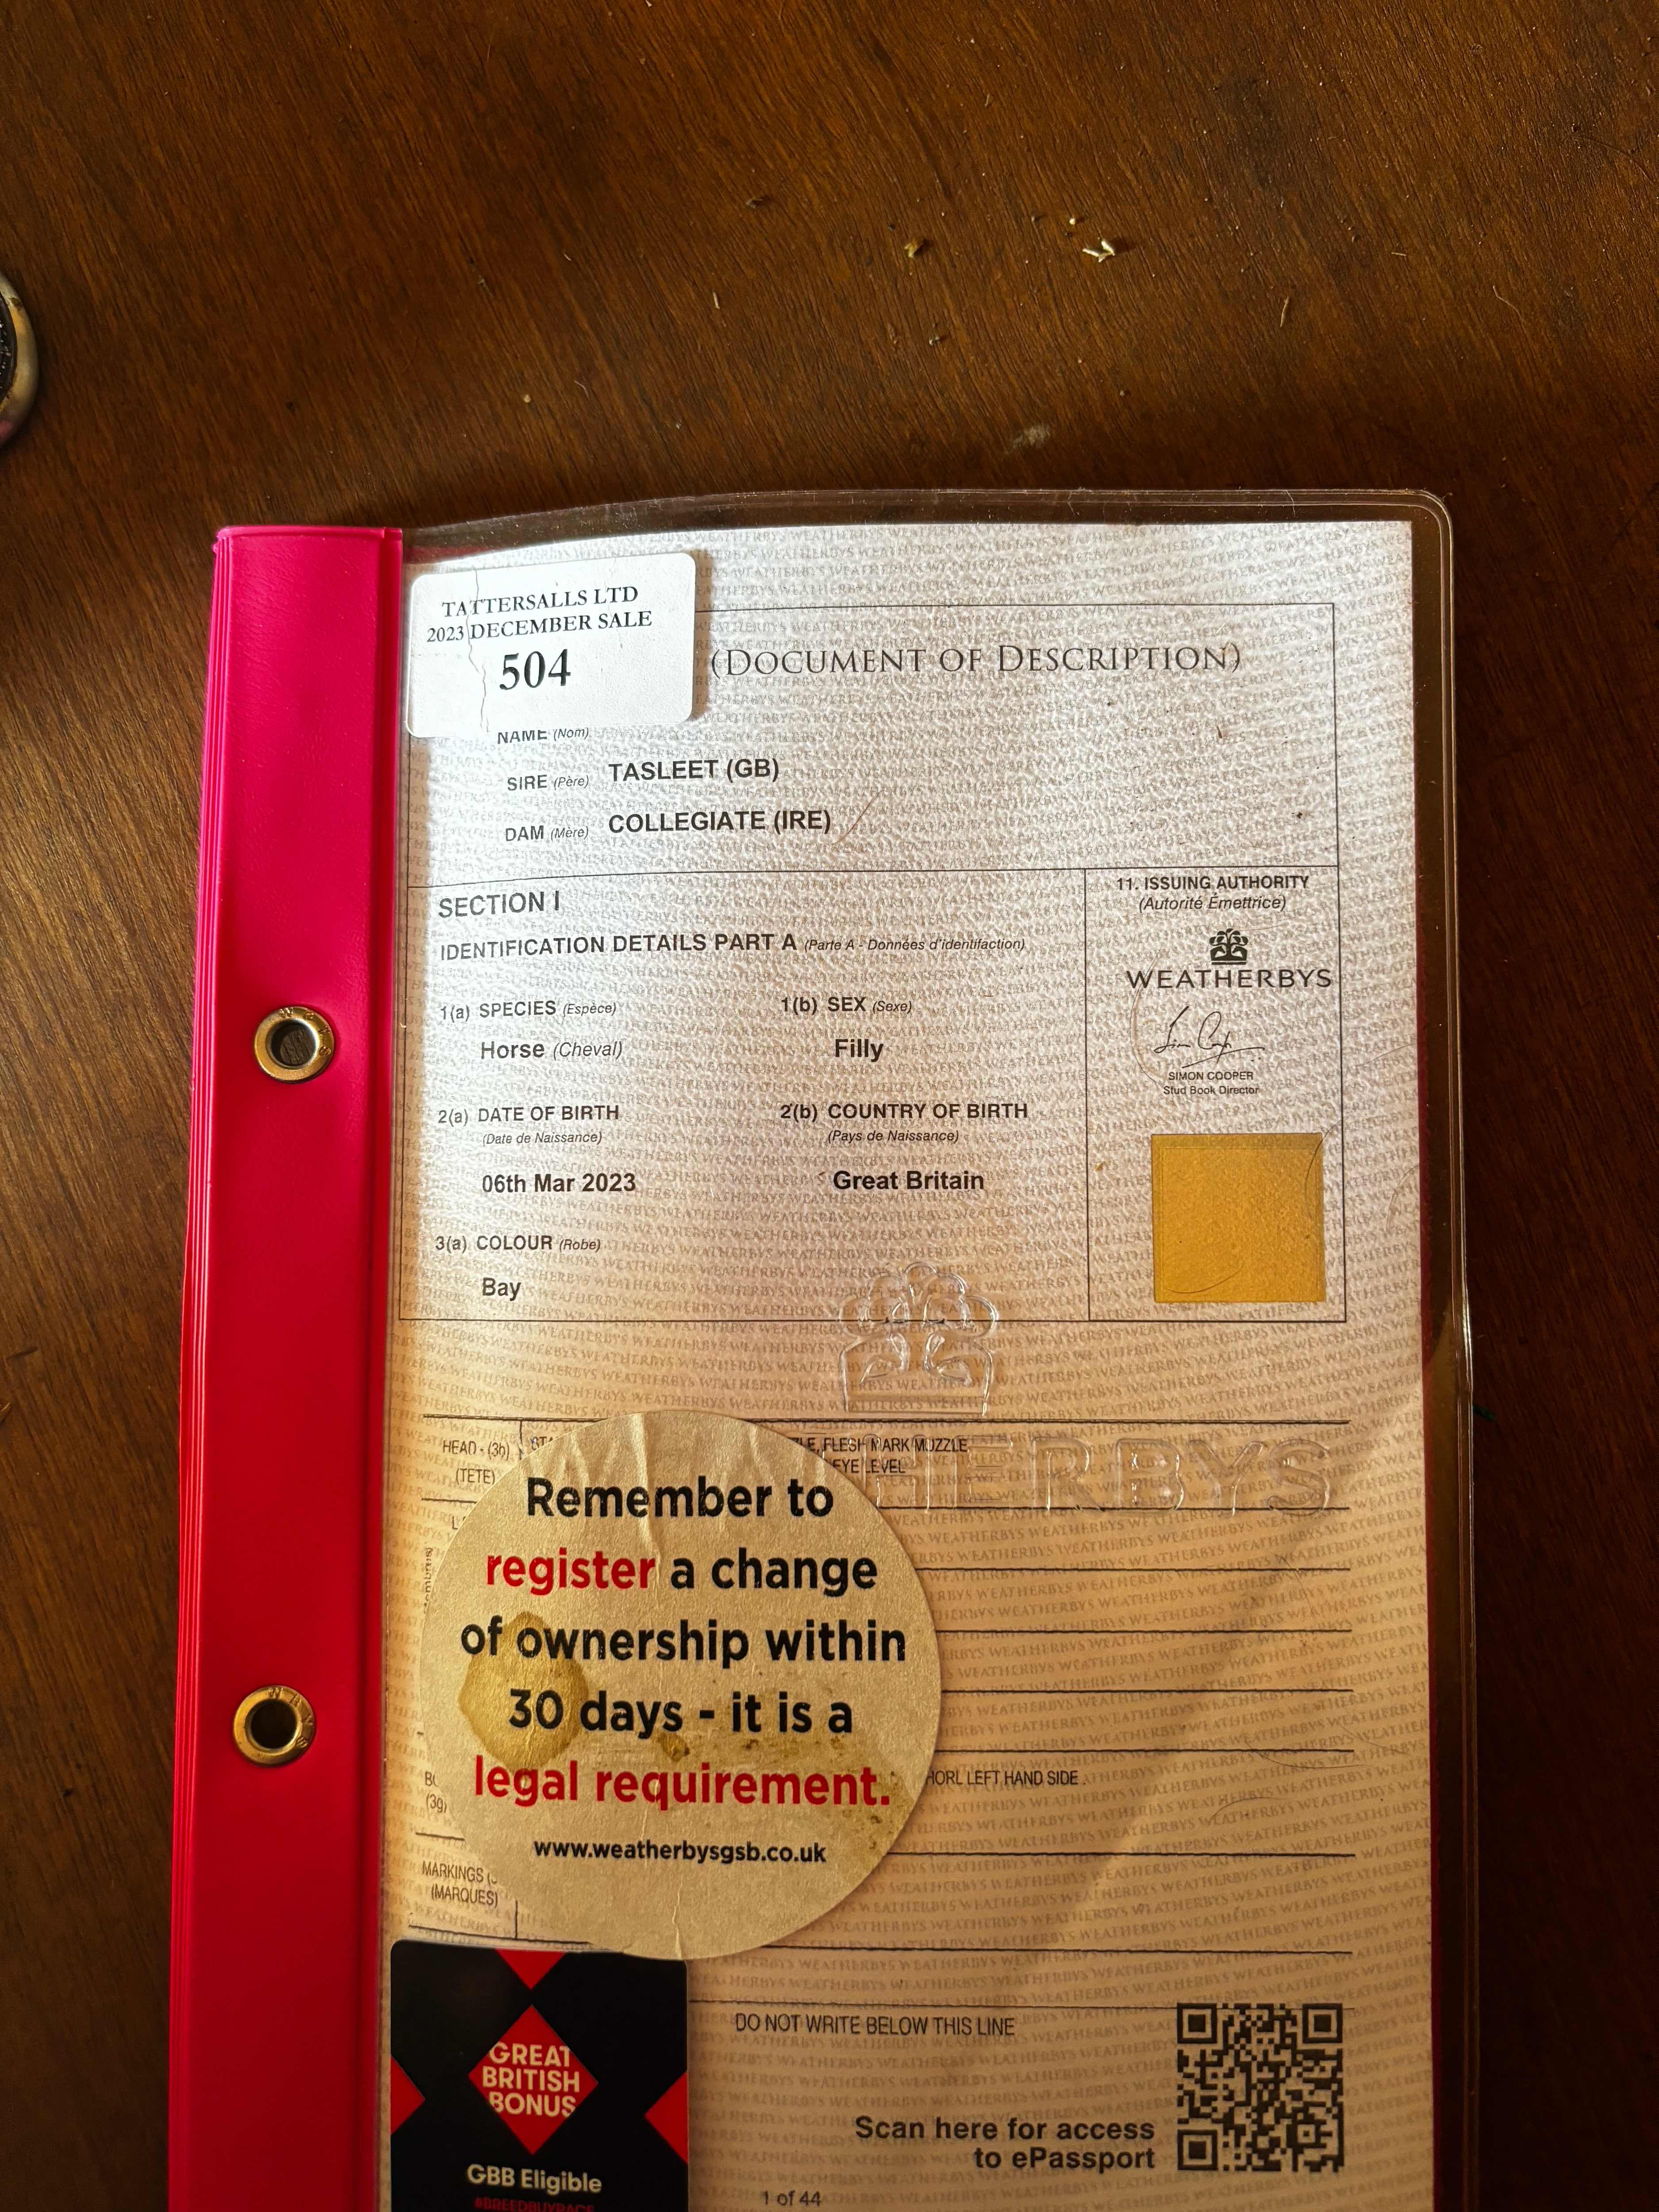 TATTERSALLS LTD
2023 DECEMBER SALE
504
(DOCUMENT OF DESCRIPTION)
NAME (Nom)
SIRE (Père) TASLEET (GB)
DAM (Mère) COLLEGIATE (IRE)
SECTION I
IDENTIFICATION DETAILS PART A (Parte A - Données d'identifaction)
1(a) SPECIES (Espèce) 1(b) SEX (Sexe)
Horse (Cheval) Filly
2(a) DATE OF BIRTH 2(b) COUNTRY OF BIRTH
(Date de Naissance) (Pays de Naissance)
06th Mar 2023 Great Britain
3(a) COLOUR (Robe)
Bay
11. ISSUING AUTHORITY
(Autorité Émettrice)
WEATHERBYS
SIMON COOPER
Stud Book Director
HEAD - (3b) FLESH MARK MUZZLE,
(TETE) EYE LEVEL
Remember to
register a change
of ownership within
30 days - it is a
legal requirement.
www.weatherbysgsb.co.uk
LEFT HAND SIDE
(3g)
MARKINGS
(MARQUES)
GREAT
BRITISH
BONUS
GBB Eligible
#BREEDBUYRACE
DO NOT WRITE BELOW THIS LINE
Scan here for access
to ePassport
1 of 44